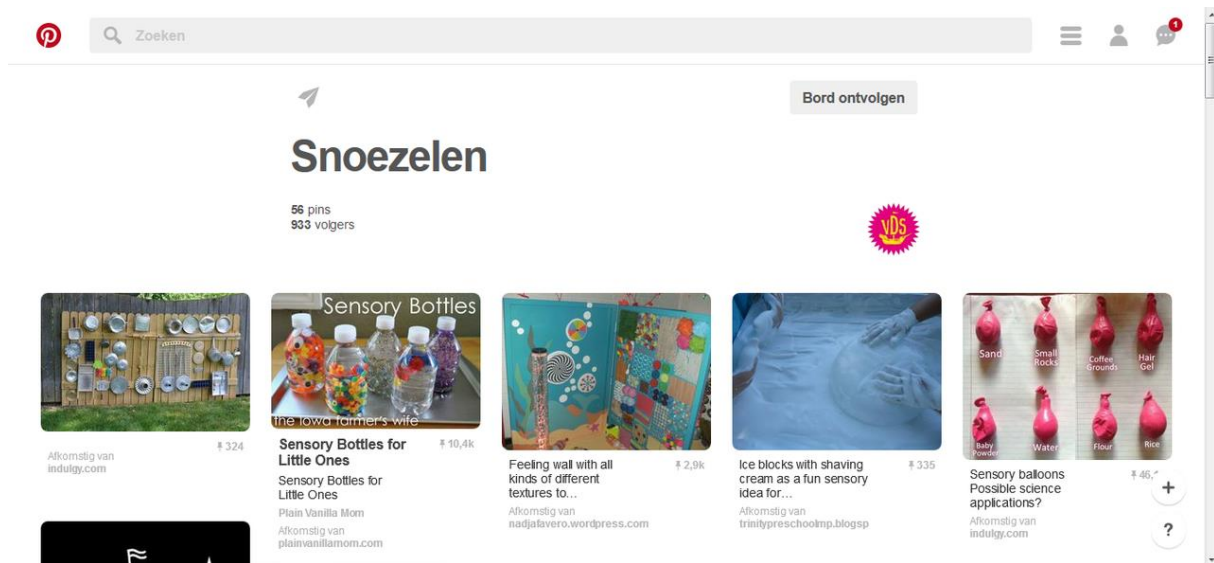 Zoeken
1
Bord ontvolgen
Snoezelen
56 pins
933 volgers
VDS
324
Afkomstig van
indulgy.com
Sensory Bottles
the iowa farmer's wife
Sensory Bottles for
Little Ones
10,4k
Sensory Bottles for
Little Ones
Plain Vanilla Mom
Afkomstig van
plainvanillamom.com
Feeling wall with all
kinds of different
textures to...
2,9k
Afkomstig van
nadjafavero.wordpress.com
Ice blocks with shaving
cream as a fun sensory
idea for...
335
Afkomstig van
trinitypreschoolmp.blogsp
Sand
Small
Rocks
Coffee
Grounds
Hair
Gel
Baby
Powder
Water
Flour
Rice
Sensory balloons
Possible science
applications?
Afkomstig van
indulgy.com
+
?